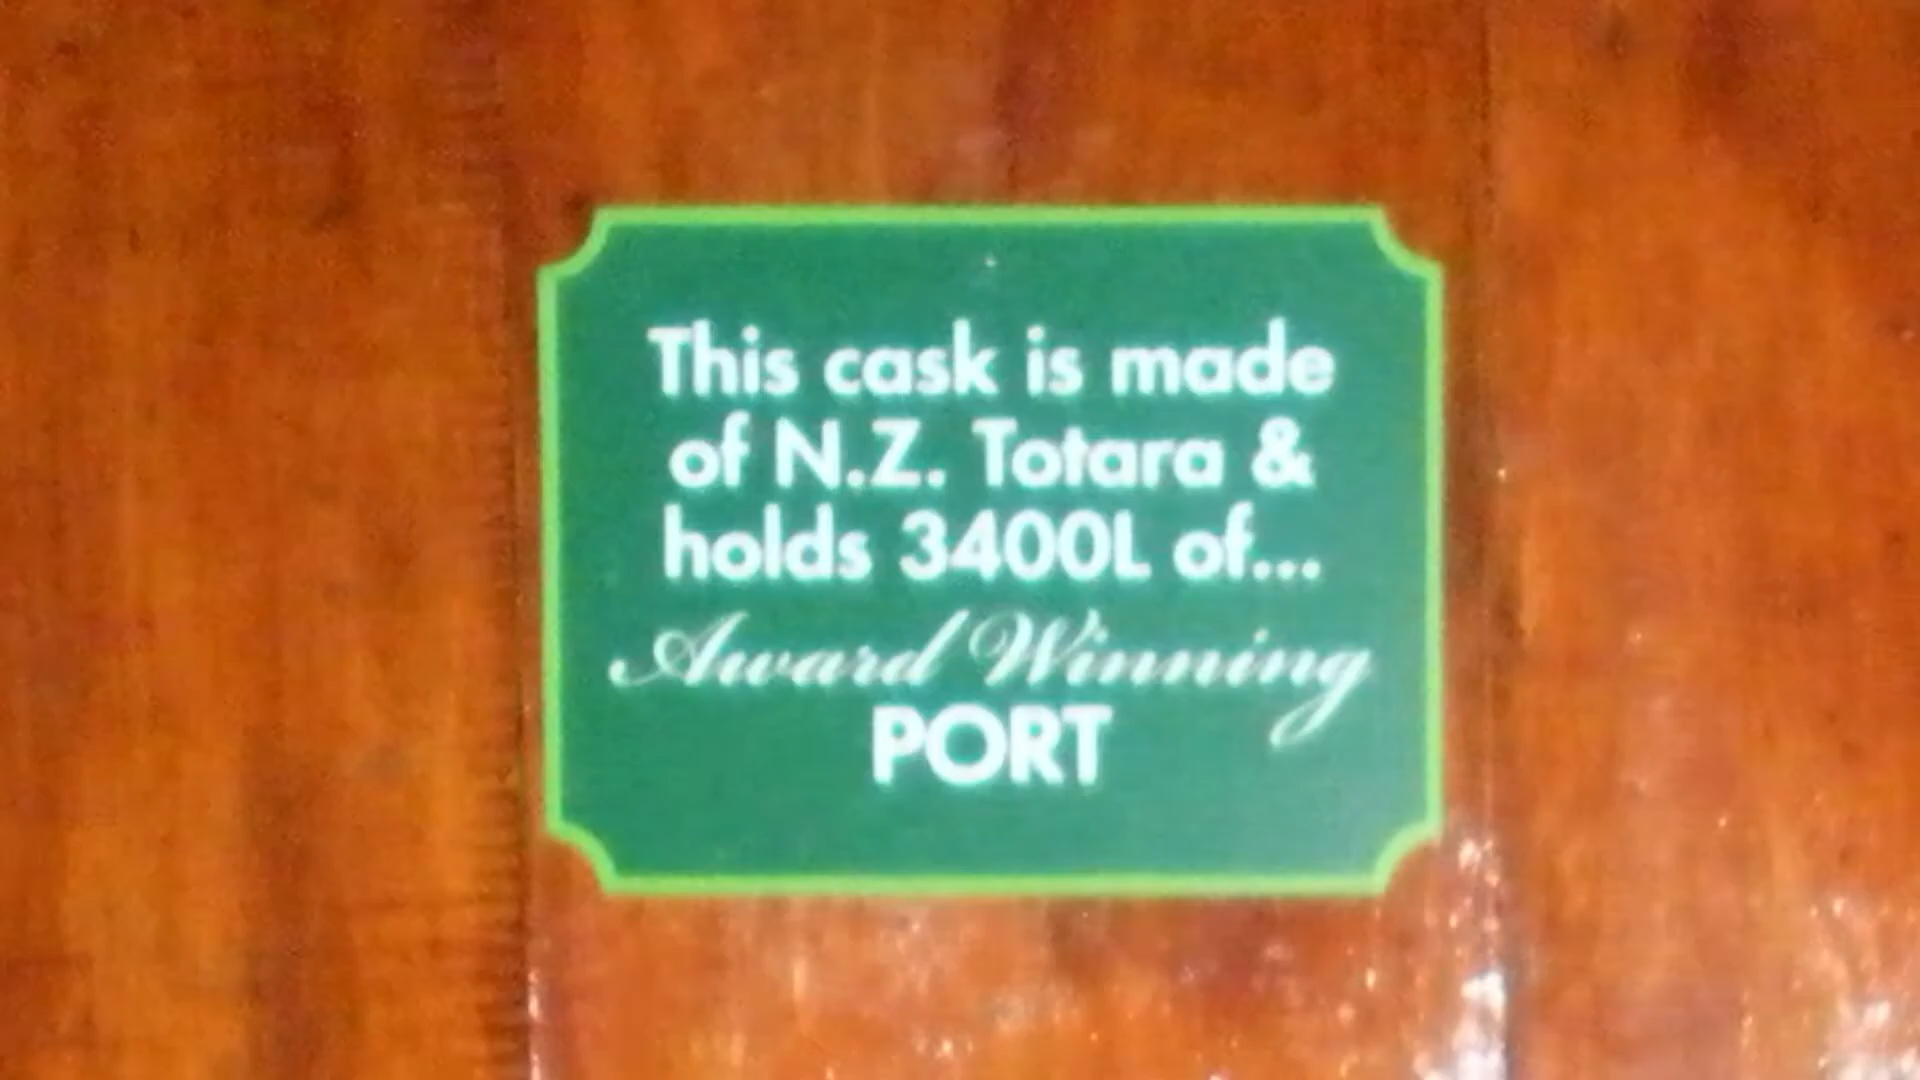 This cask is made
of N.Z. Totara &
holds 3400L of...
Award Winning
PORT